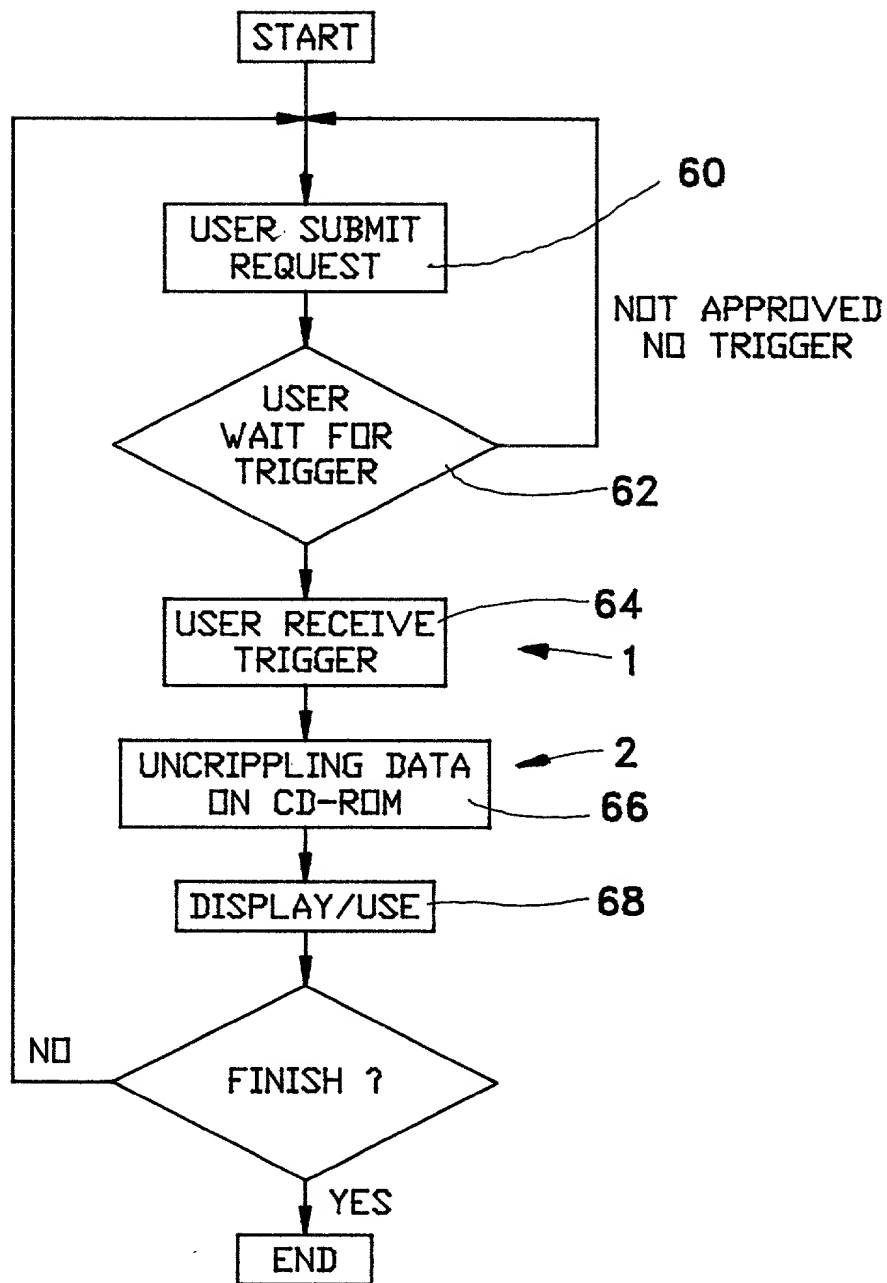 START
60
USER SUBMIT
REQUEST
NOT APPROVED
NO TRIGGER
USER
WAIT FOR
TRIGGER
62
64
USER RECEIVE
TRIGGER
1
2
UNCRIPPLING DATA
ON CD-ROM
66
DISPLAY/USE
68
NO
FINISH ?
YES
END